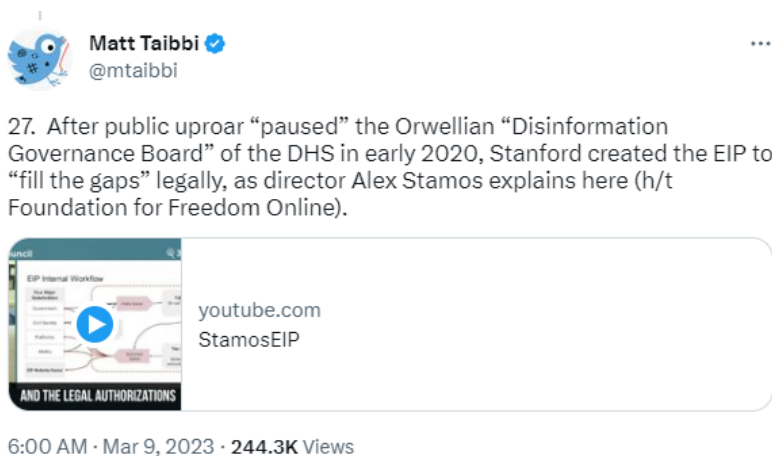 Matt Taibbi
@mtaibbi
27. After public uproar “paused” the Orwellian “Disinformation
Governance Board” of the DHS in early 2020, Stanford created the EIP to
“fill the gaps” legally, as director Alex Stamos explains here (h/t
Foundation for Freedom Online).
uncil
EIP Internal Workflow
Government
Civil Society
Platforms
Media
AND THE LEGAL AUTHORIZATIONS
youtube.com
StamosEIP
6:00 AM · Mar 9, 2023 · 244.3K Views